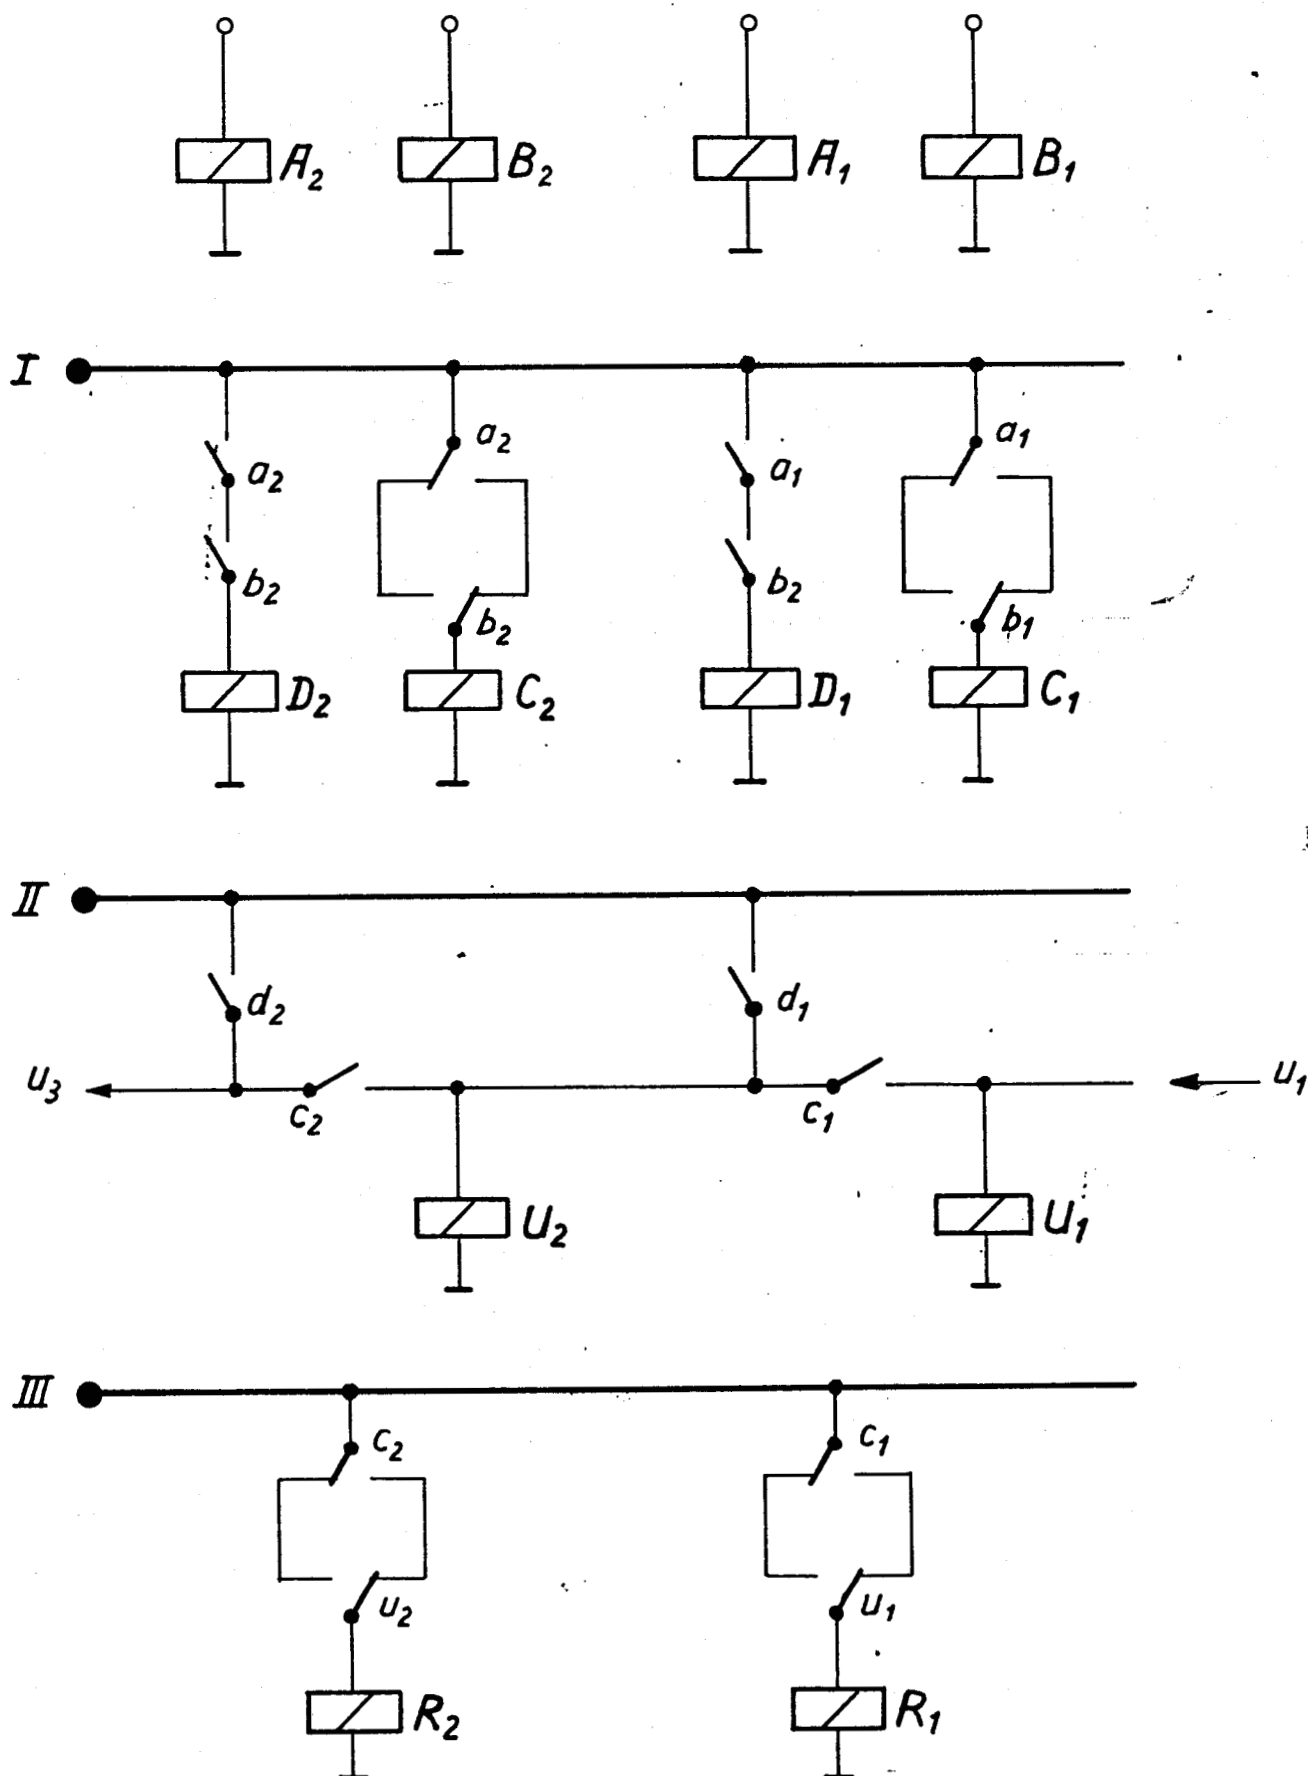 A₂ B₂ A₁ B₁
I
a₂ a₂ a₁ a₁
b₂ b₂ b₂ b₁
D₂ C₂ D₁ C₁
II
d₂ d₁
u₃ c₂ c₁ u₁
U₂ U₁
III
c₂ c₁
u₂ u₁
R₂ R₁